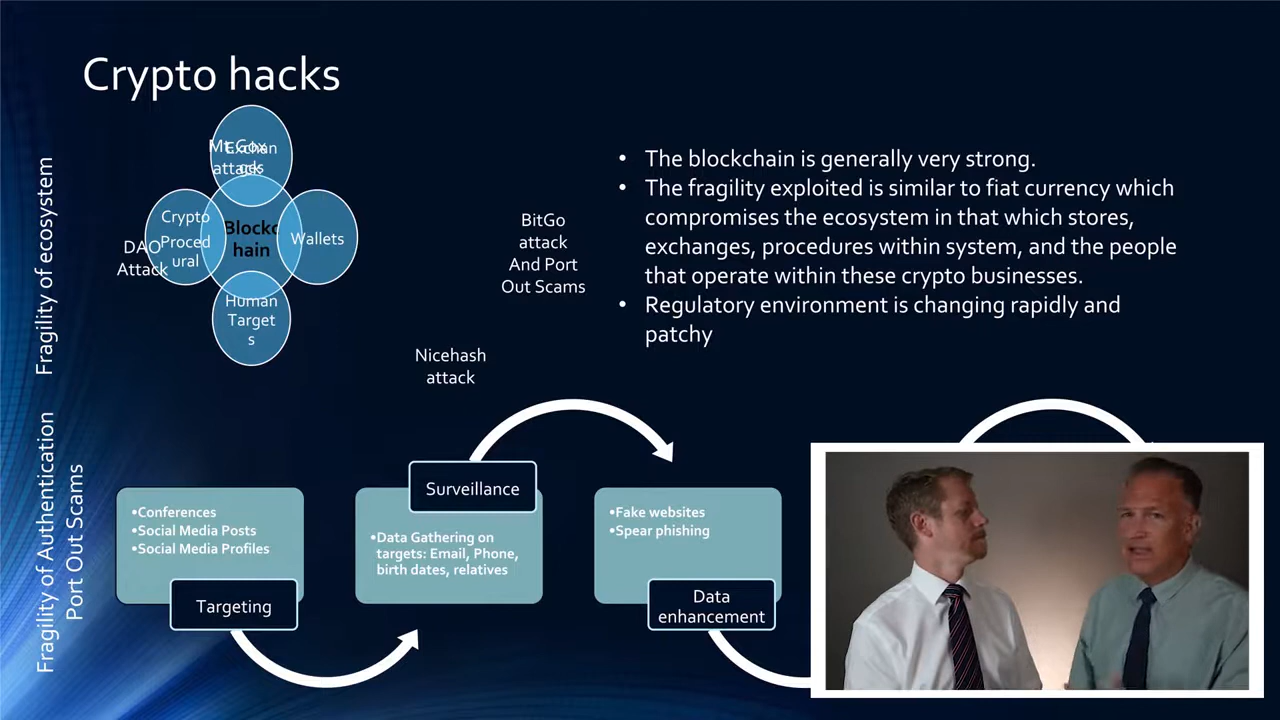 Crypto hacks
Fragility of ecosystem
Mt Gox
attack
Exchan
ges
Crypto
Proced
ural
DAO
Attack
Blockc
hain
Wallets
Human
Target
s
BitGo
attack
And Port
Out Scams
Nicehash
attack
• The blockchain is generally very strong.
• The fragility exploited is similar to fiat currency which
compromises the ecosystem in that which stores,
exchanges, procedures within system, and the people
that operate within these crypto businesses.
• Regulatory environment is changing rapidly and
patchy
Fragility of Authentication
Port Out Scams
•Conferences
•Social Media Posts
•Social Media Profiles
Targeting
Surveillance
•Data Gathering on
targets: Email, Phone,
birth dates, relatives
•Fake websites
•Spear phishing
Data
enhancement